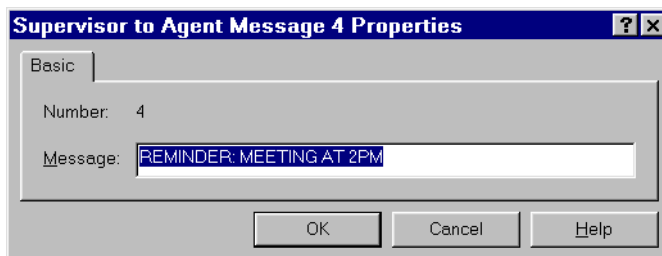 Supervisor to Agent Message 4 Properties
Basic
Number: 4
Message: REMINDER: MEETING AT 2PM
OK Cancel Help